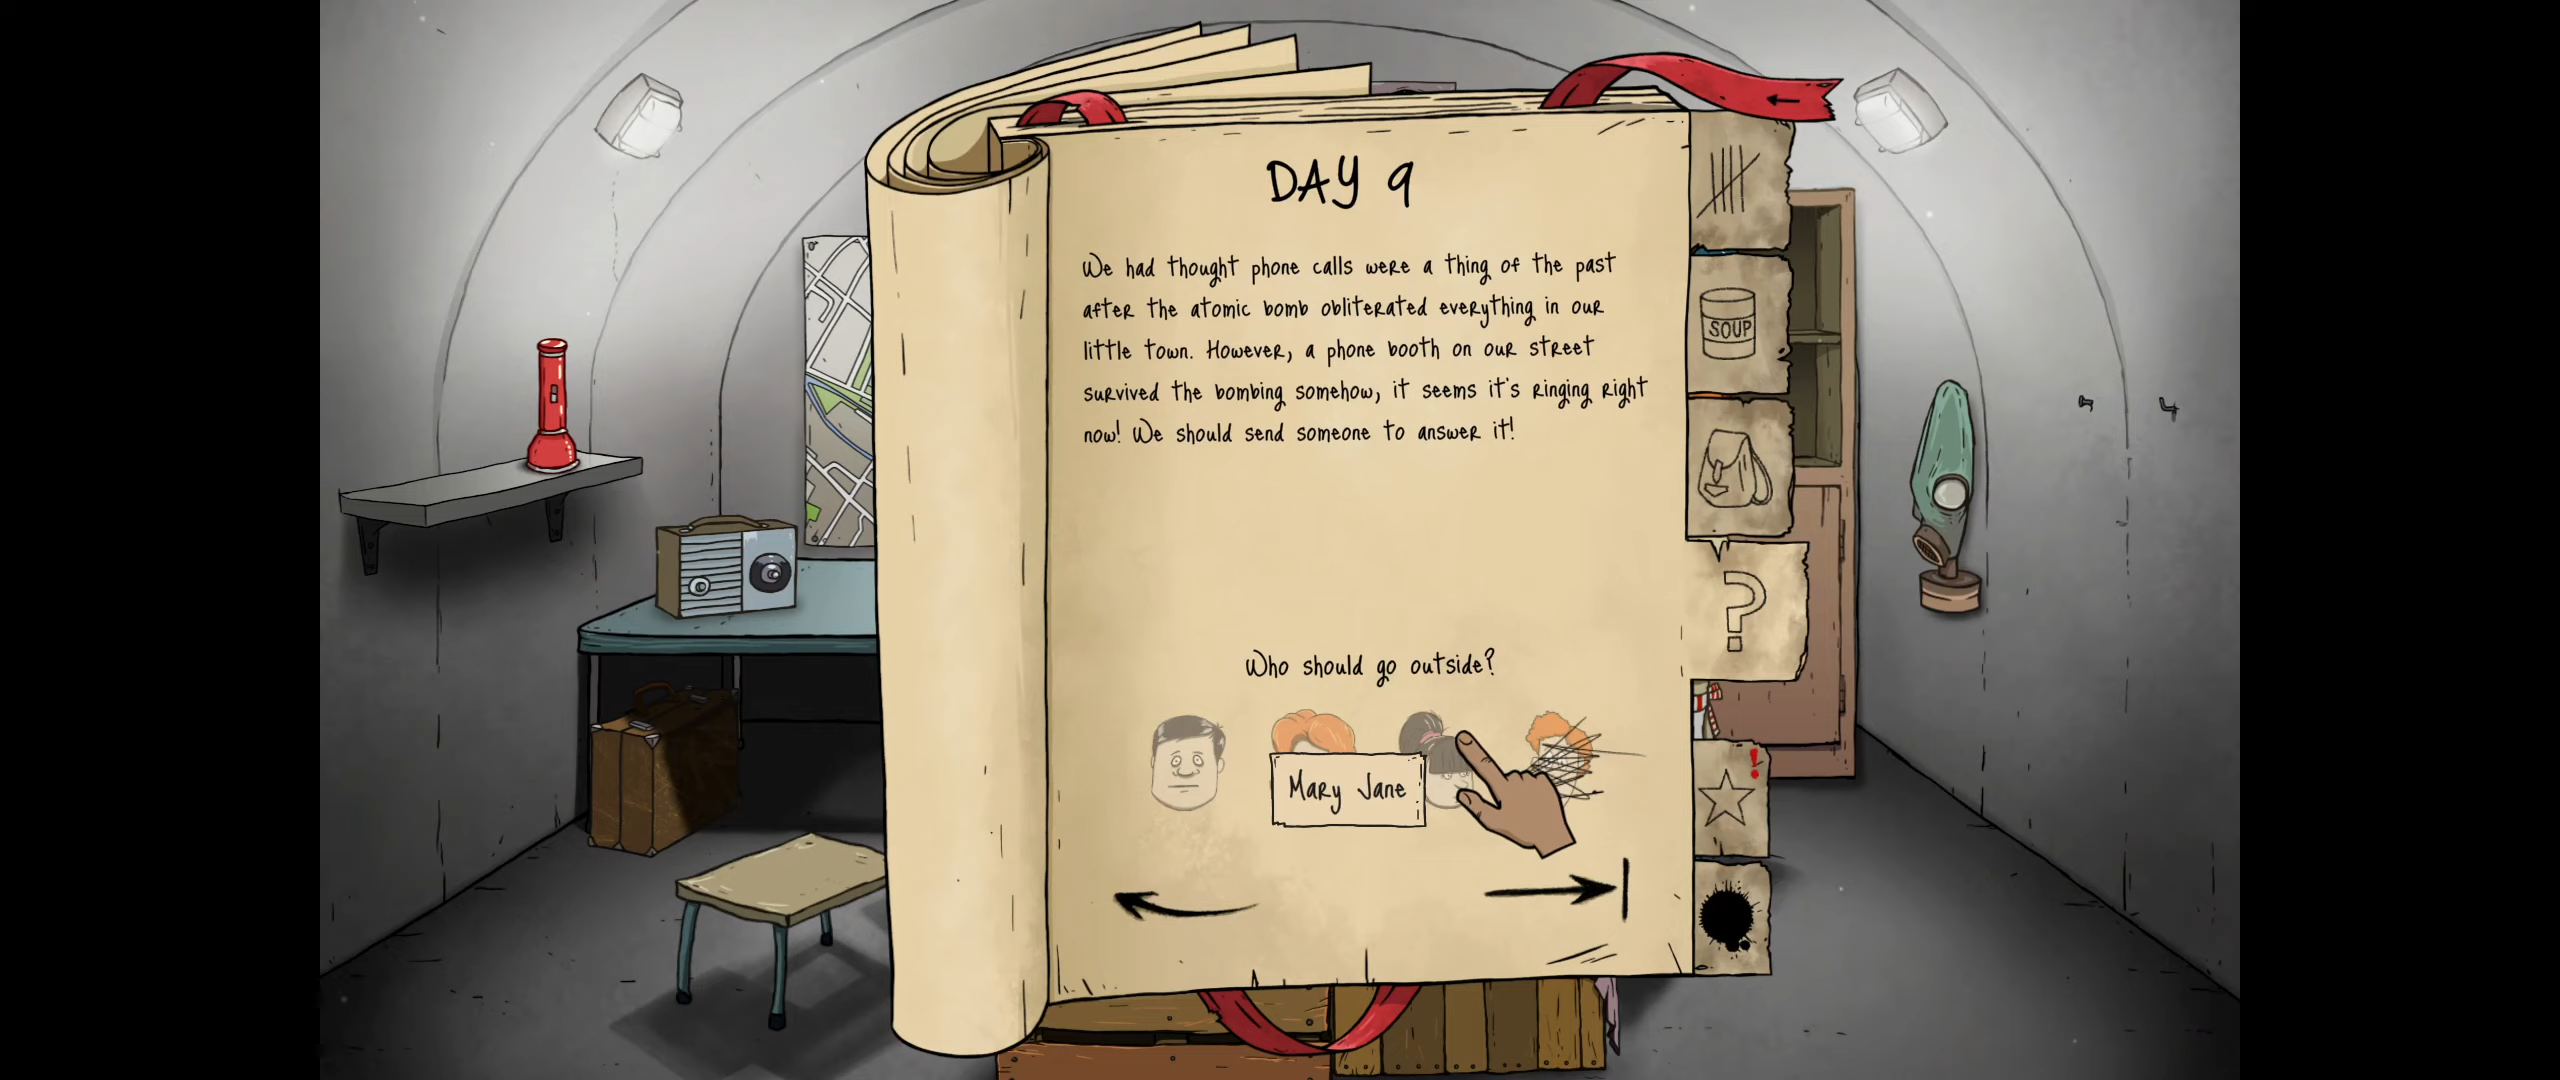 DAY 9
We had thought phone calls were a thing of the past
after the atomic bomb obliterated everything in our
little town. However, a phone booth on our street
survived the bombing somehow, it seems it's ringing right
now! We should send someone to answer it!
SOUP
Who should go outside?
Mary Jane